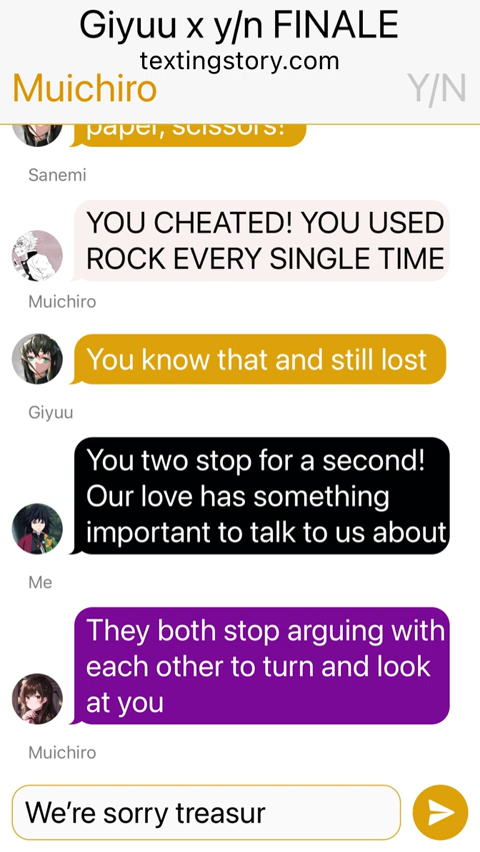 Giyuu x y/n FINALE
textingstory.com
Muichiro Y/N
paper, scissors!
Sanemi
YOU CHEATED! YOU USED
ROCK EVERY SINGLE TIME
Muichiro
You know that and still lost
Giyuu
You two stop for a second!
Our love has something
important to talk to us about
Me
They both stop arguing with
each other to turn and look
at you
Muichiro
We’re sorry treasur